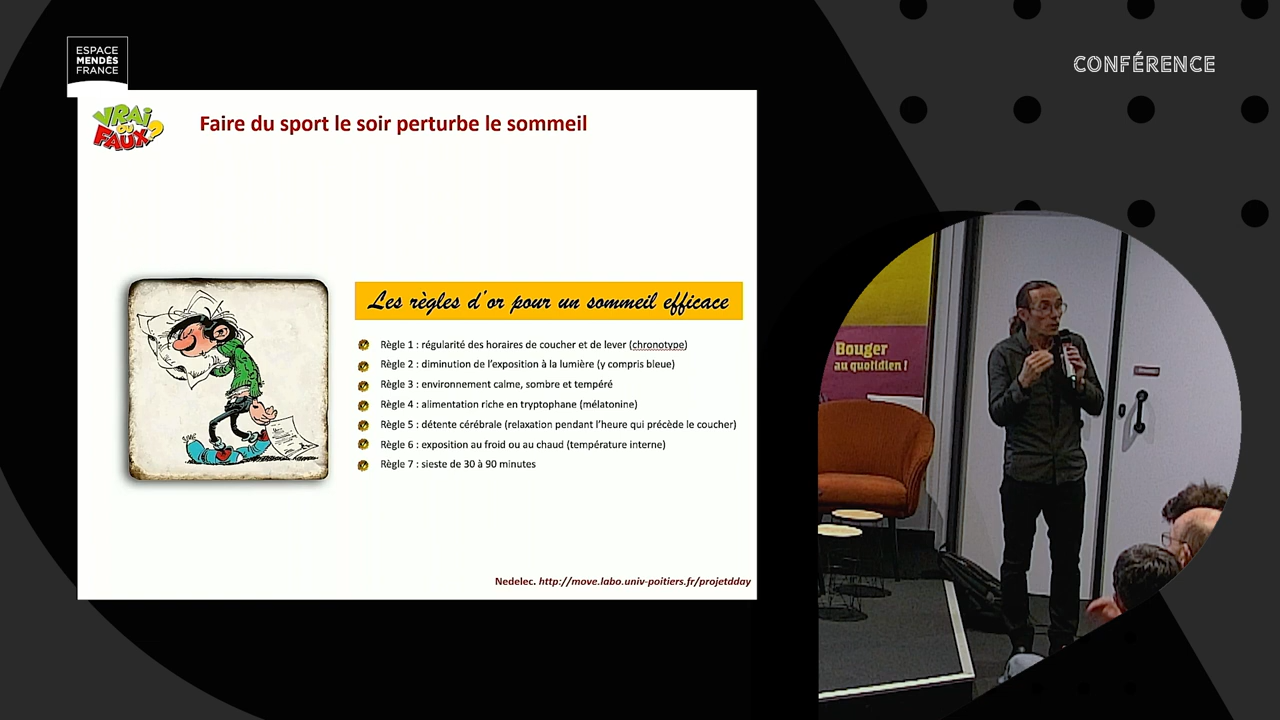 ESPACE
MENDÈS
FRANCE
CONFÉRENCE
VRAI
OU
FAUX?
Faire du sport le soir perturbe le sommeil
Les règles d'or pour un sommeil efficace
Règle 1 : régularité des horaires de coucher et de lever (chronotype)
Règle 2 : diminution de l'exposition à la lumière (y compris bleue)
Règle 3 : environnement calme, sombre et tempéré
Règle 4 : alimentation riche en tryptophane (mélatonine)
Règle 5 : détente cérébrale (relaxation pendant l'heure qui précède le coucher)
Règle 6 : exposition au froid ou au chaud (température interne)
Règle 7 : sieste de 30 à 90 minutes
Nedelec. http://move.labo.univ-poitiers.fr/projetdday
Bouger
au quotidien !